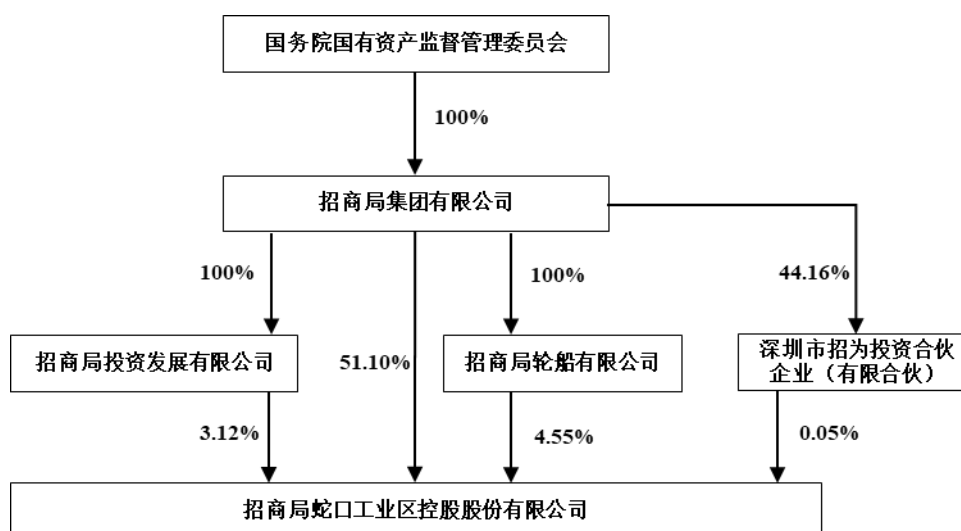 国务院国有资产监督管理委员会
100%
招商局集团有限公司
100%
100%
44.16%
招商局投资发展有限公司
51.10%
招商局轮船有限公司
深圳市招为投资合伙
企业（有限合伙）
3.12%
4.55%
0.05%
招商局蛇口工业区控股股份有限公司